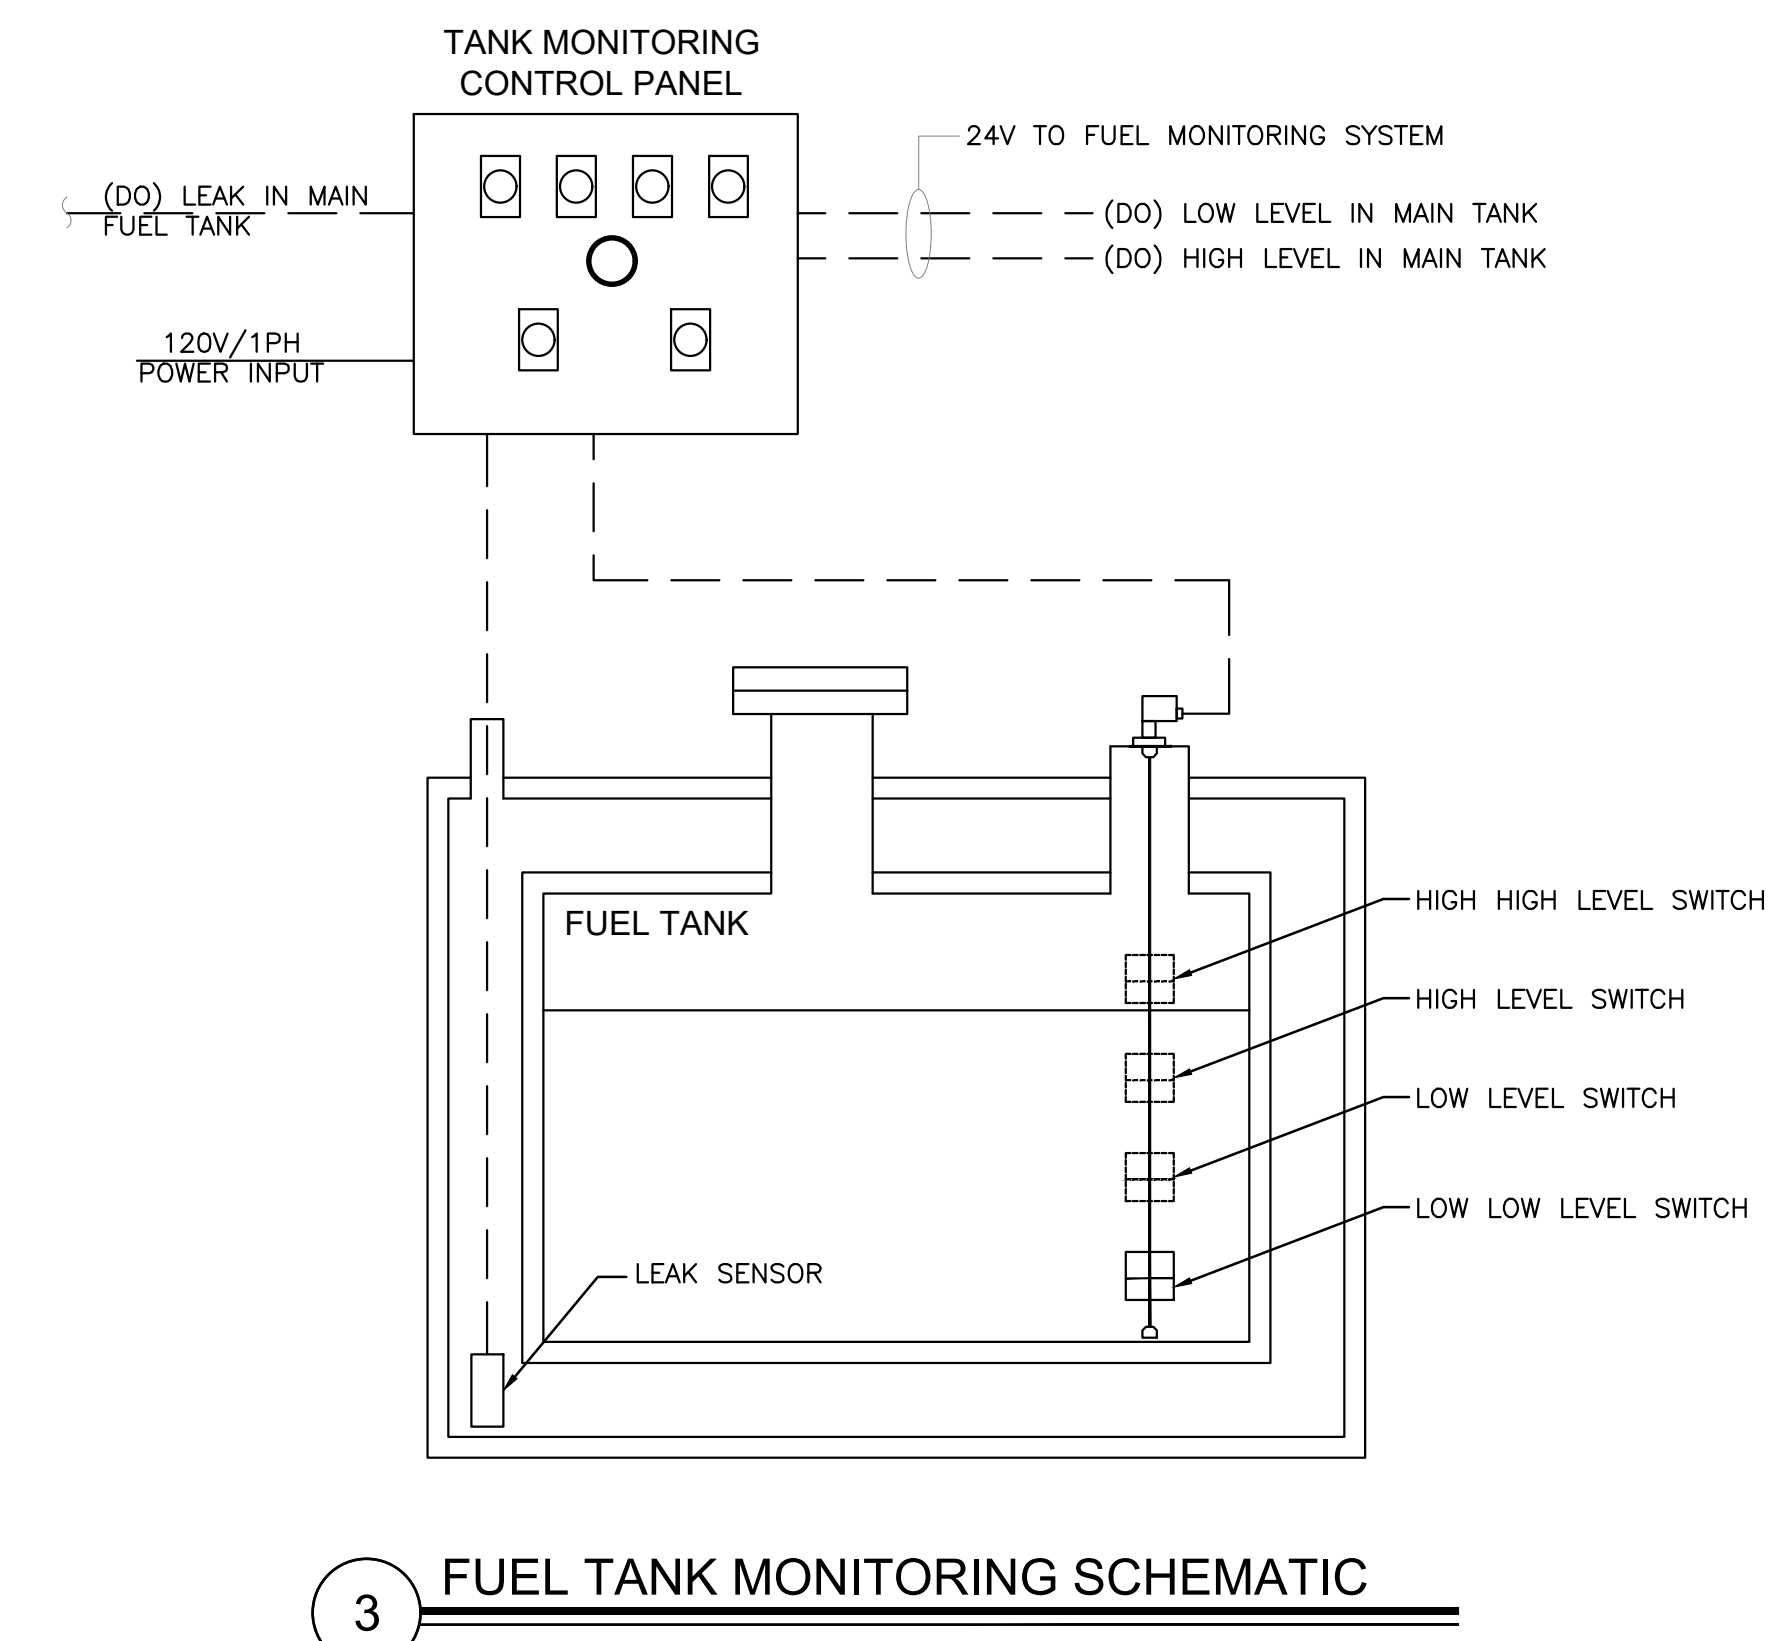 TANK MONITORING
CONTROL PANEL
24V TO FUEL MONITORING SYSTEM
(DO) LEAK IN MAIN
FUEL TANK
(DO) LOW LEVEL IN MAIN TANK
(DO) HIGH LEVEL IN MAIN TANK
120V/1PH
POWER INPUT
FUEL TANK
HIGH HIGH LEVEL SWITCH
HIGH LEVEL SWITCH
LOW LEVEL SWITCH
LOW LOW LEVEL SWITCH
LEAK SENSOR
FUEL TANK MONITORING SCHEMATIC
3